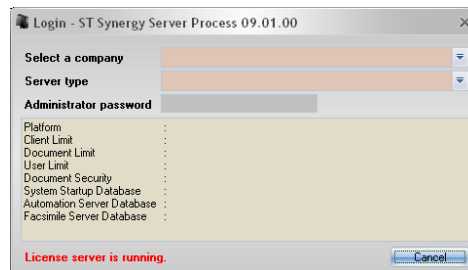 Login - ST Synergy Server Process 09.01.00
Select a company
Server type
Administrator password
Platform :
Client Limit :
Document Limit :
User Limit :
Document Security :
System Startup Database :
Automation Server Database :
Facsimile Server Database :
License server is running.
Cancel